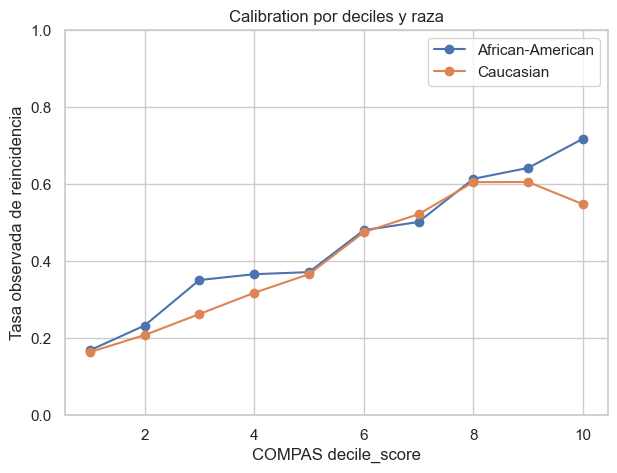 Calibration por deciles y raza
1.0
0.8
0.6
0.4
0.2
0.0
Tasa observada de reincidencia
African-American
Caucasian
2 4 6 8 10
COMPAS decile_score